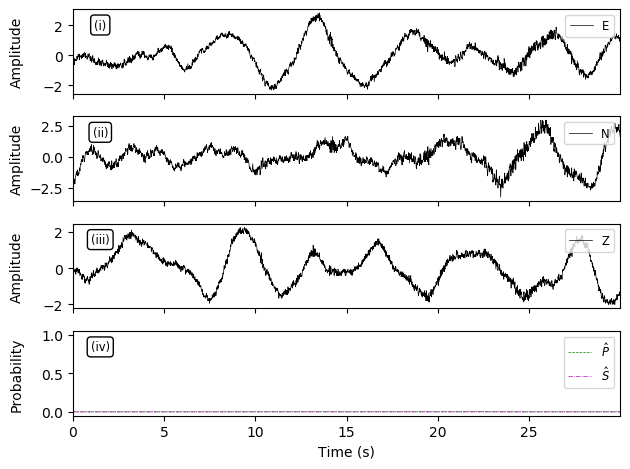 (i)
E
Amplitude
2
0
−2
(ii)
N
Amplitude
2.5
0.0
−2.5
(iii)
Z
Amplitude
2
0
−2
(iv)
P̂
Ŝ
Probability
1.0
0.5
0.0
0 5 10 15 20 25
Time (s)